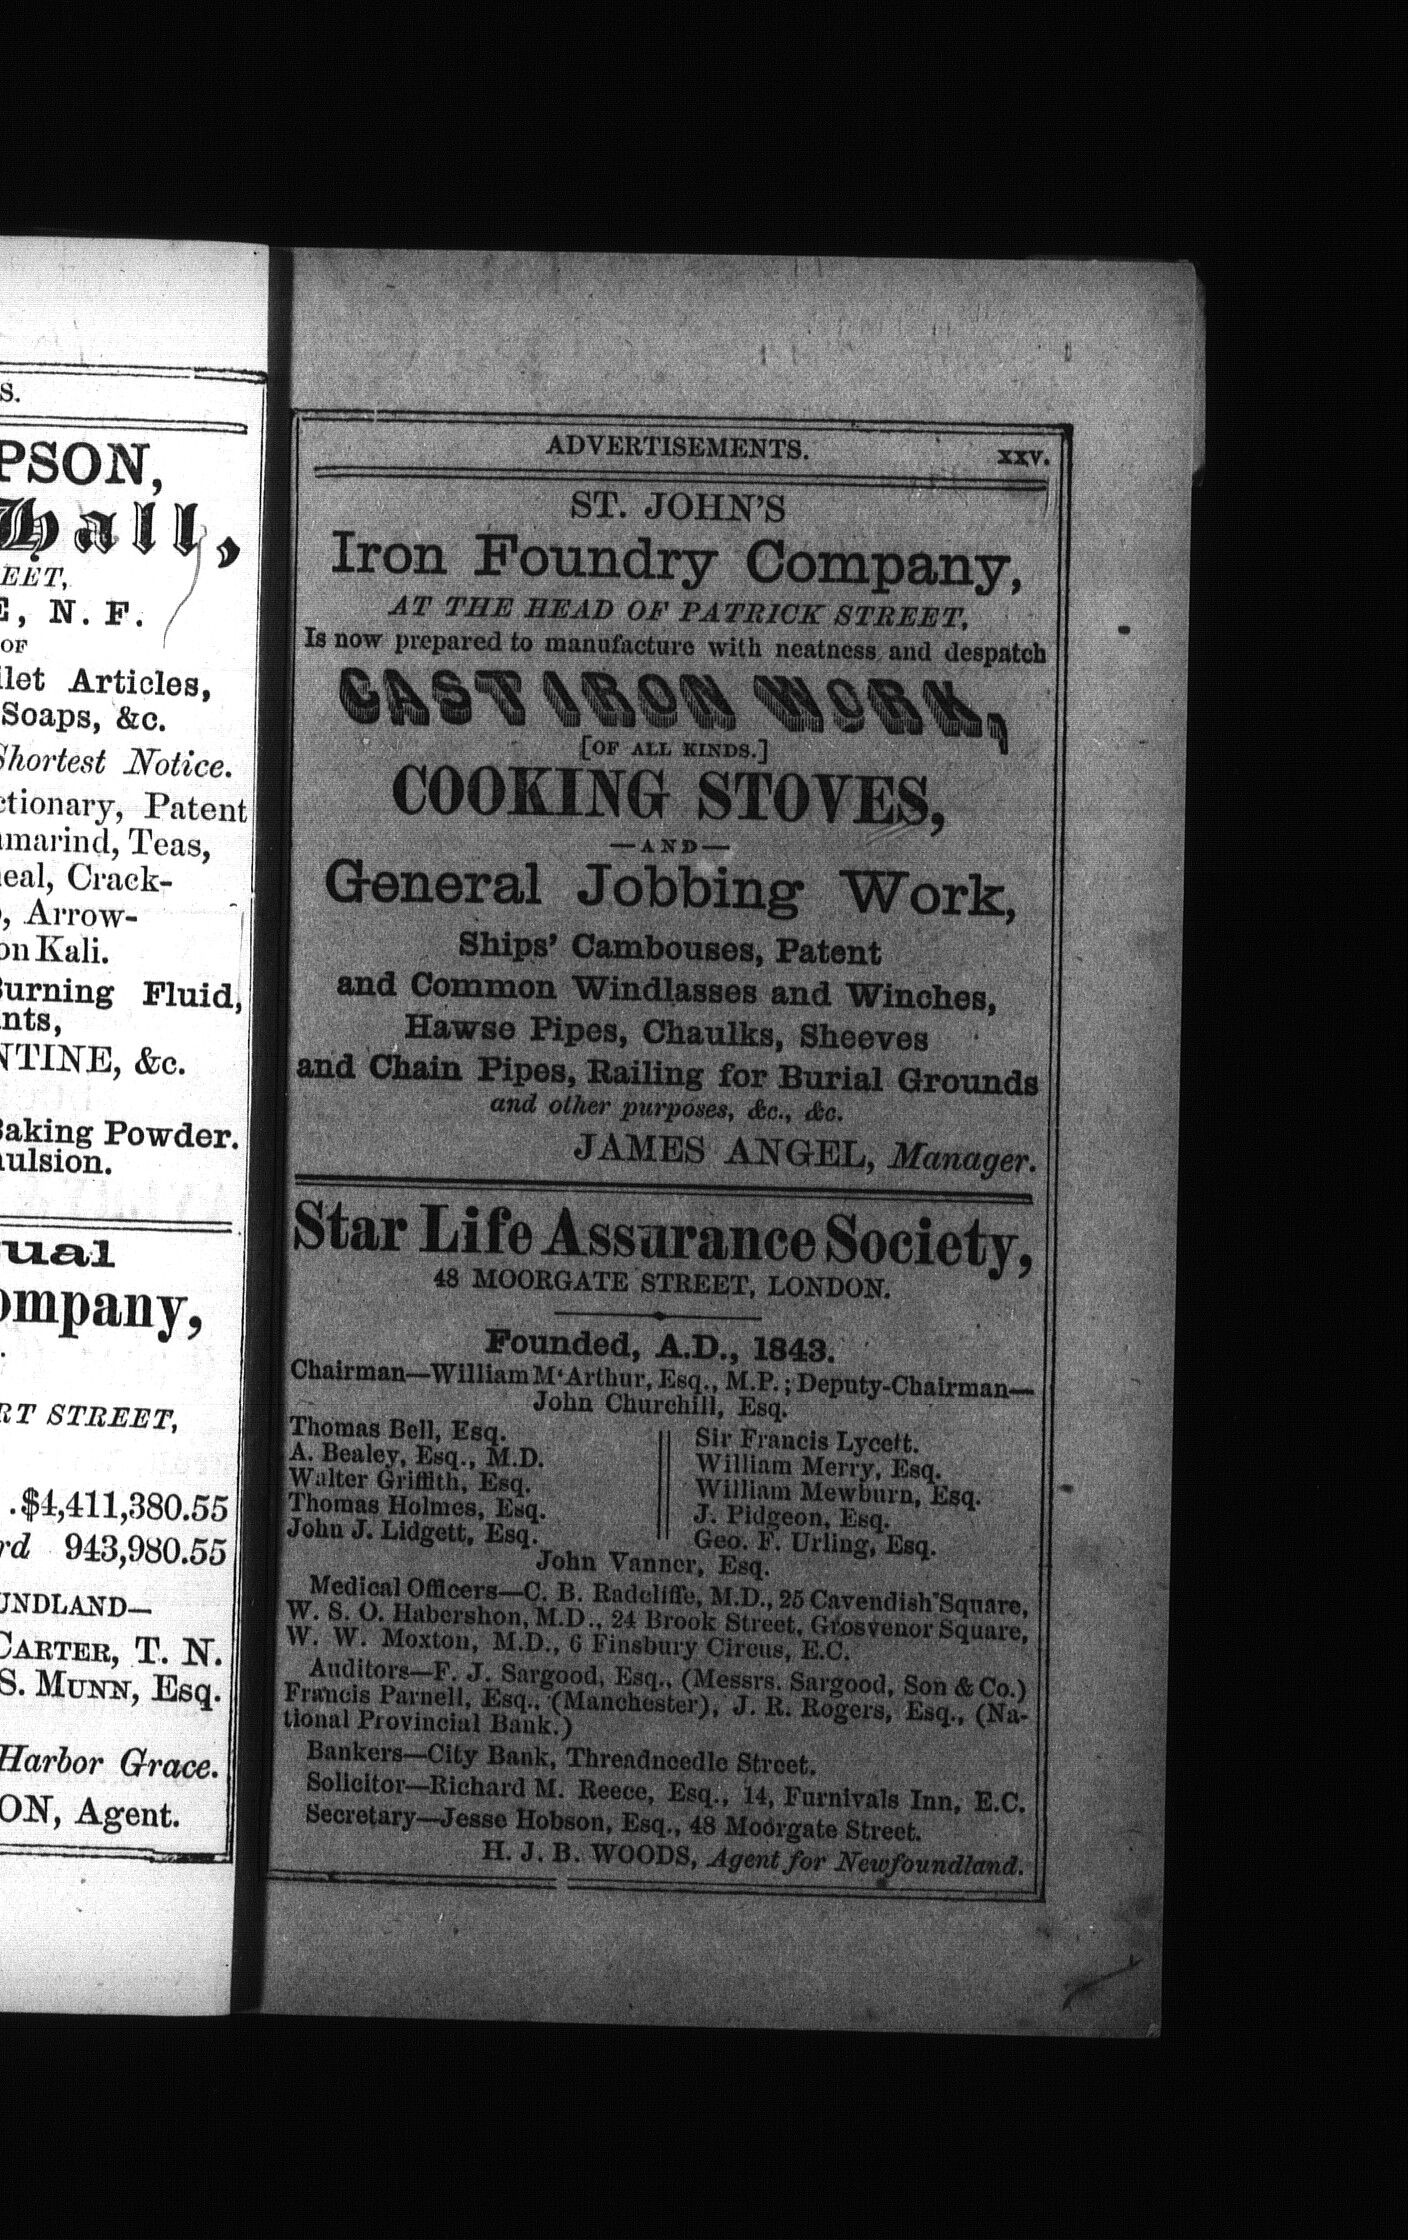 S.
PSON,
Hall,
EET,
E, N. F.
OF
ilet Articles,
Soaps, &c.
Shortest Notice.
ctionary, Patent
amarind, Teas,
eal, Crack-
, Arrow-
on Kali.
Burning Fluid,
nts,
NTINE, &c.
Baking Powder.
ulsion.
ual
ompany,
RT STREET,
.$4,411,380.55
rd 943,980.55
UNDLAND—
CARTER, T. N.
S. MUNN, Esq.
Harbor Grace.
ON, Agent.
ADVERTISEMENTS. xxv.
ST. JOHN'S
Iron Foundry Company,
AT THE HEAD OF PATRICK STREET,
Is now prepared to manufacture with neatness and despatch
CAST IRON WORK,
[OF ALL KINDS.]
COOKING STOVES,
—AND—
General Jobbing Work,
Ships' Cambouses, Patent
and Common Windlasses and Winches,
Hawse Pipes, Chaulks, Sheeves
and Chain Pipes, Railing for Burial Grounds
and other purposes, &c., &c.
JAMES ANGEL, Manager.
Star Life Assurance Society,
48 MOORGATE STREET, LONDON.
Founded, A.D., 1843.
Chairman—William M'Arthur, Esq., M.P.; Deputy-Chairman—
John Churchill, Esq.
Thomas Bell, Esq.
A. Bealey, Esq., M.D.
Walter Griffith, Esq.
Thomas Holmes, Esq.
John J. Lidgett, Esq.
Sir Francis Lycett.
William Merry, Esq.
William Mewburn, Esq.
J. Pidgeon, Esq.
Geo. F. Urling, Esq.
John Vanner, Esq.
Medical Officers—C. B. Radcliffe, M.D., 25 Cavendish Square,
W. S. O. Habershon, M.D., 24 Brook Street, Grosvenor Square,
W. W. Moxton, M.D., 6 Finsbury Circus, E.C.
Auditors—F. J. Sargood, Esq., (Messrs. Sargood, Son & Co.)
Francis Parnell, Esq., (Manchester), J. R. Rogers, Esq., (Na-
tional Provincial Bank.)
Bankers—City Bank, Threadneedle Street.
Solicitor—Richard M. Reece, Esq., 14, Furnivals Inn, E.C.
Secretary—Jesse Hobson, Esq., 48 Moorgate Street.
H. J. B. WOODS, Agent for Newfoundland.